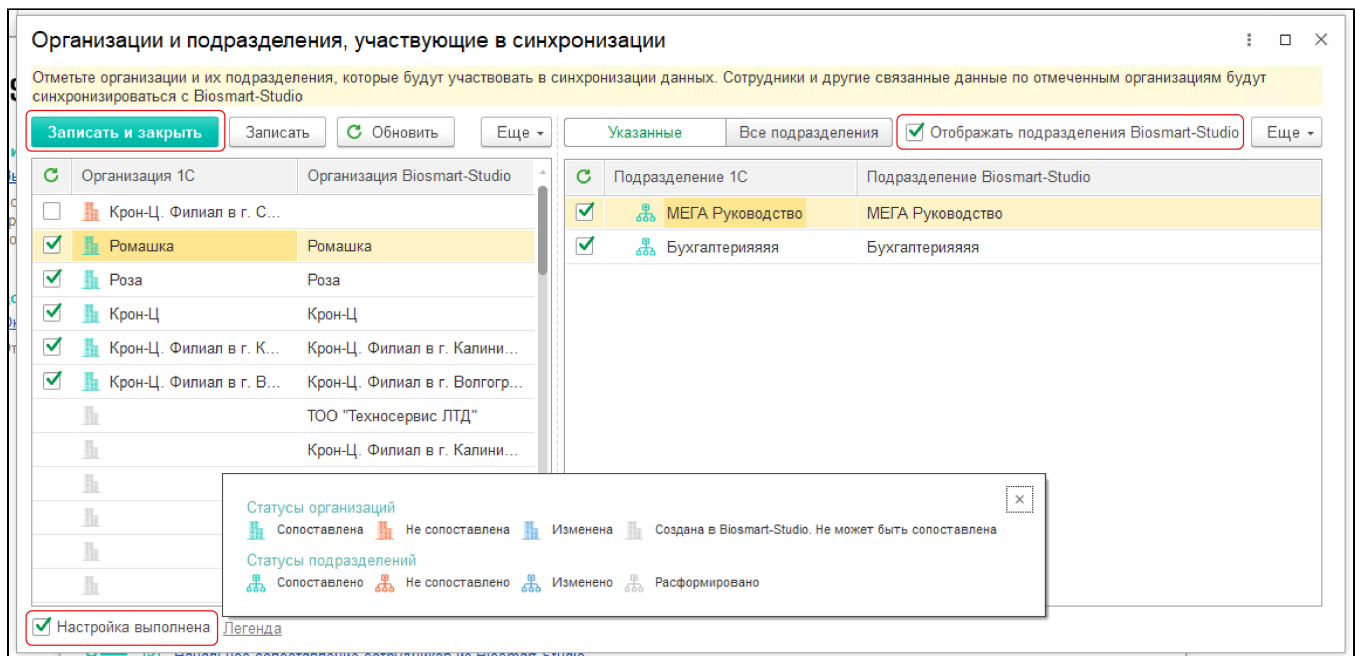 Организации и подразделения, участвующие в синхронизации
Отметьте организации и их подразделения, которые будут участвовать в синхронизации данных. Сотрудники и другие связанные данные по отмеченным организациям будут
синхронизироваться с Biosmart-Studio
Записать и закрыть Записать Обновить Еще Указанные Все подразделения Отображать подразделения Biosmart-Studio Еще
Организация 1С Организация Biosmart-Studio Подразделение 1С Подразделение Biosmart-Studio
Крон-Ц. Филиал в г. С... МЕГА Руководство МЕГА Руководство
Ромашка Ромашка Бухгалтерияяяя Бухгалтерияяяя
Роза Роза
Крон-Ц Крон-Ц
Крон-Ц. Филиал в г. К... Крон-Ц. Филиал в г. Калини...
Крон-Ц. Филиал в г. В... Крон-Ц. Филиал в г. Волгогр...
ТОО "Техносервис ЛТД"
Крон-Ц. Филиал в г. Калини...
Статусы организаций
Сопоставлена Не сопоставлена Изменена Создана в Biosmart-Studio. Не может быть сопоставлена
Статусы подразделений
Сопоставлено Не сопоставлено Изменено Расформировано
Настройка выполнена Легенда